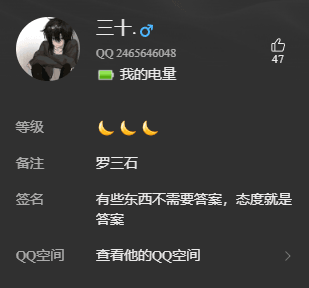 三十.
QQ 2465646048
47
我的电量
等级
备注 罗三石
签名 有些东西不需要答案，态度就是
答案
QQ空间 查看他的QQ空间